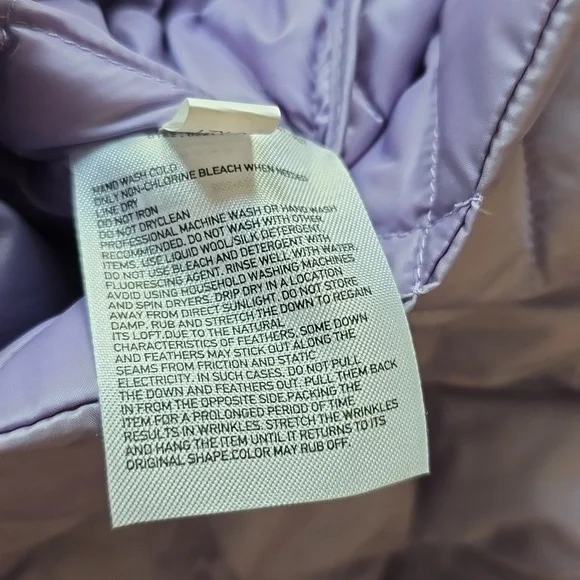 HAND WASH COLD
ONLY NON-CHLORINE BLEACH WHEN NEEDED
LINE DRY
DO NOT IRON
DO NOT DRYCLEAN
PROFESSIONAL MACHINE WASH OR HAND WASH
RECOMMENDED. DO NOT WASH WITH OTHER
ITEMS. USE LIQUID WOOL/SILK DETERGENT.
DO NOT USE BLEACH AND DETERGENT WITH
FLUORESCING AGENT. RINSE WELL WITH WATER.
AVOID USING HOUSEHOLD WASHING MACHINES
AND SPIN DRYERS. DRIP DRY IN A LOCATION
AWAY FROM DIRECT SUNLIGHT. DO NOT STORE
DAMP. RUB AND STRETCH THE DOWN TO REGAIN
ITS LOFT.DUE TO THE NATURAL
CHARACTERISTICS OF FEATHERS, SOME DOWN
AND FEATHERS MAY STICK OUT ALONG THE
SEAMS FROM FRICTION AND STATIC
ELECTRICITY. IN SUCH CASES, DO NOT PULL
THE DOWN AND FEATHERS OUT. PULL THEM BACK
IN FROM THE OPPOSITE SIDE.PACKING THE
ITEM FOR A PROLONGED PERIOD OF TIME
RESULTS IN WRINKLES. STRETCH THE WRINKLES
AND HANG THE ITEM UNTIL IT RETURNS TO ITS
ORIGINAL SHAPE.COLOR MAY RUB OFF.